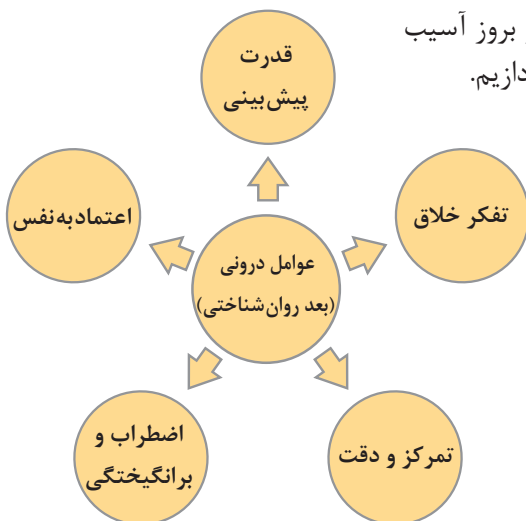 بروز آسیب
دازیم.
قدرت
پیش‌بینی
تفکر خلاق
اعتمادبه‌نفس
عوامل درونی
(بعد روان‌شناختی)
اضطراب و
برانگیختگی
تمرکز و دقت